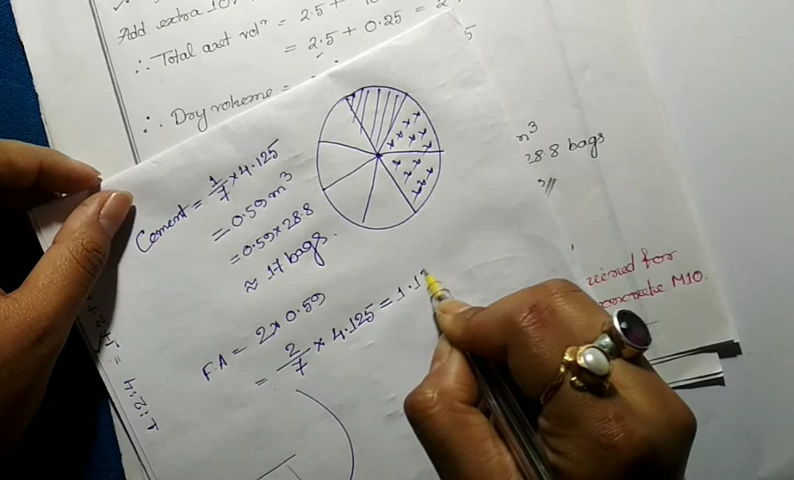 Add extra 10%
∴ Total wet volⁿ = 2.5 +
= 2.5 + 0.25 = 2
5
∴ Dry volume =
m³
28.8 bags
Cement = 1/7 × 4.125
= 0.59 m³
= 0.59 × 28.8
≈ 17 bags.
F.A = 2 × 0.59
= 2/7 × 4.125 = 1.1
1:2:4
for
concrete M10.